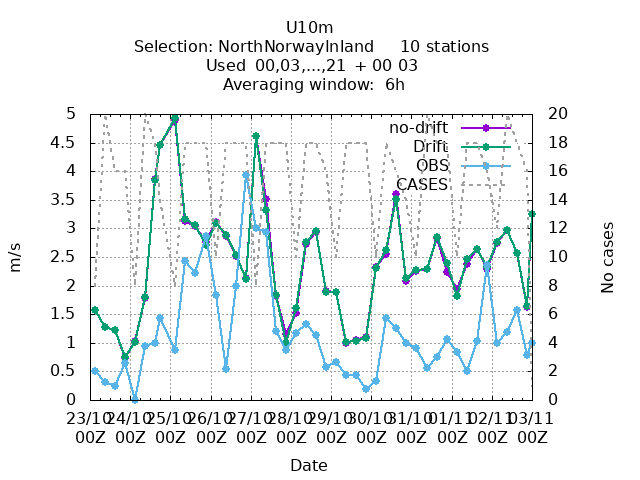 U10m
Selection: NorthNorwayInland 10 stations
Used 00,03,...,21 + 00 03
Averaging window: 6h
5
4.5
4
3.5
3
2.5
2
1.5
1
0.5
0
m/s
20
18
16
14
12
10
8
6
4
2
0
No cases
no-drift
Drift
OBS
CASES
23/10 24/10 25/10 26/10 27/10 28/10 29/10 30/10 31/10 01/11 02/11 03/11
00Z 00Z 00Z 00Z 00Z 00Z 00Z 00Z 00Z 00Z 00Z 00Z
Date